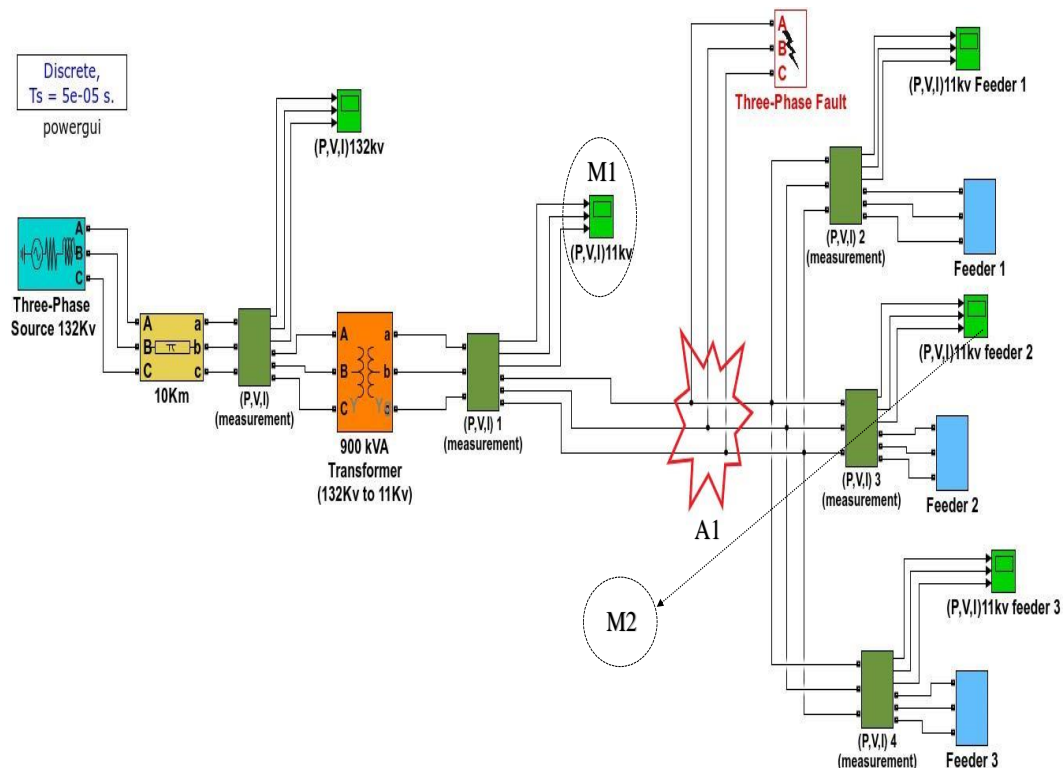 Discrete,
Ts = 5e-05 s.
powergui
A
B
C
Three-Phase
Source 132Kv
A
B
C
a
b
c
10Km
(P,V,I)
(measurement)
(P,V,I)132kv
A
B
C
a
b
c
Y
Y
900 kVA
Transformer
(132Kv to 11Kv)
(P,V,I) 1
(measurement)
M1
(P,V,I)11kv
A
B
C
Three-Phase Fault
A1
M2
(P,V,I)11kv Feeder 1
(P,V,I) 2
(measurement)
Feeder 1
(P,V,I)11kv feeder 2
(P,V,I) 3
(measurement)
Feeder 2
(P,V,I)11kv feeder 3
(P,V,I) 4
(measurement)
Feeder 3